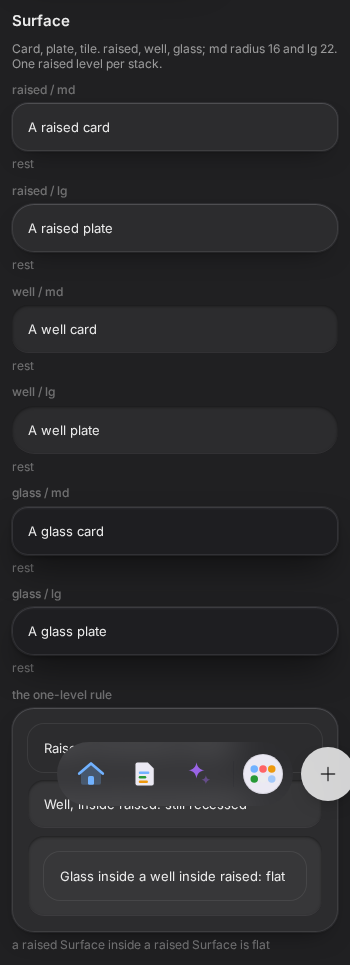 Surface
Card, plate, tile. raised, well, glass; md radius 16 and lg 22.
One raised level per stack.
raised / md
A raised card
rest
raised / lg
A raised plate
rest
well / md
A well card
rest
well / lg
A well plate
rest
glass / md
A glass card
rest
glass / lg
A glass plate
rest
the one-level rule
Well, inside raised: still recessed
Glass inside a well inside raised: flat
a raised Surface inside a raised Surface is flat